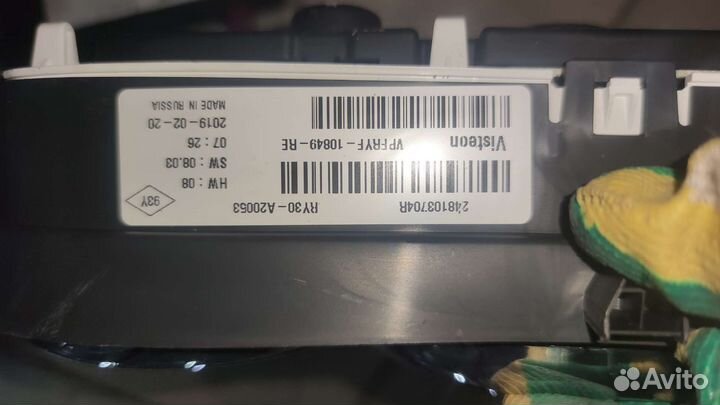 248103704R
RY30-A20053
HW : 08
93Y
SW : 08.03
07 : 26
2019-02-20
MADE IN RUSSIA
Visteon
VPFRYF-10849-RE
Avito